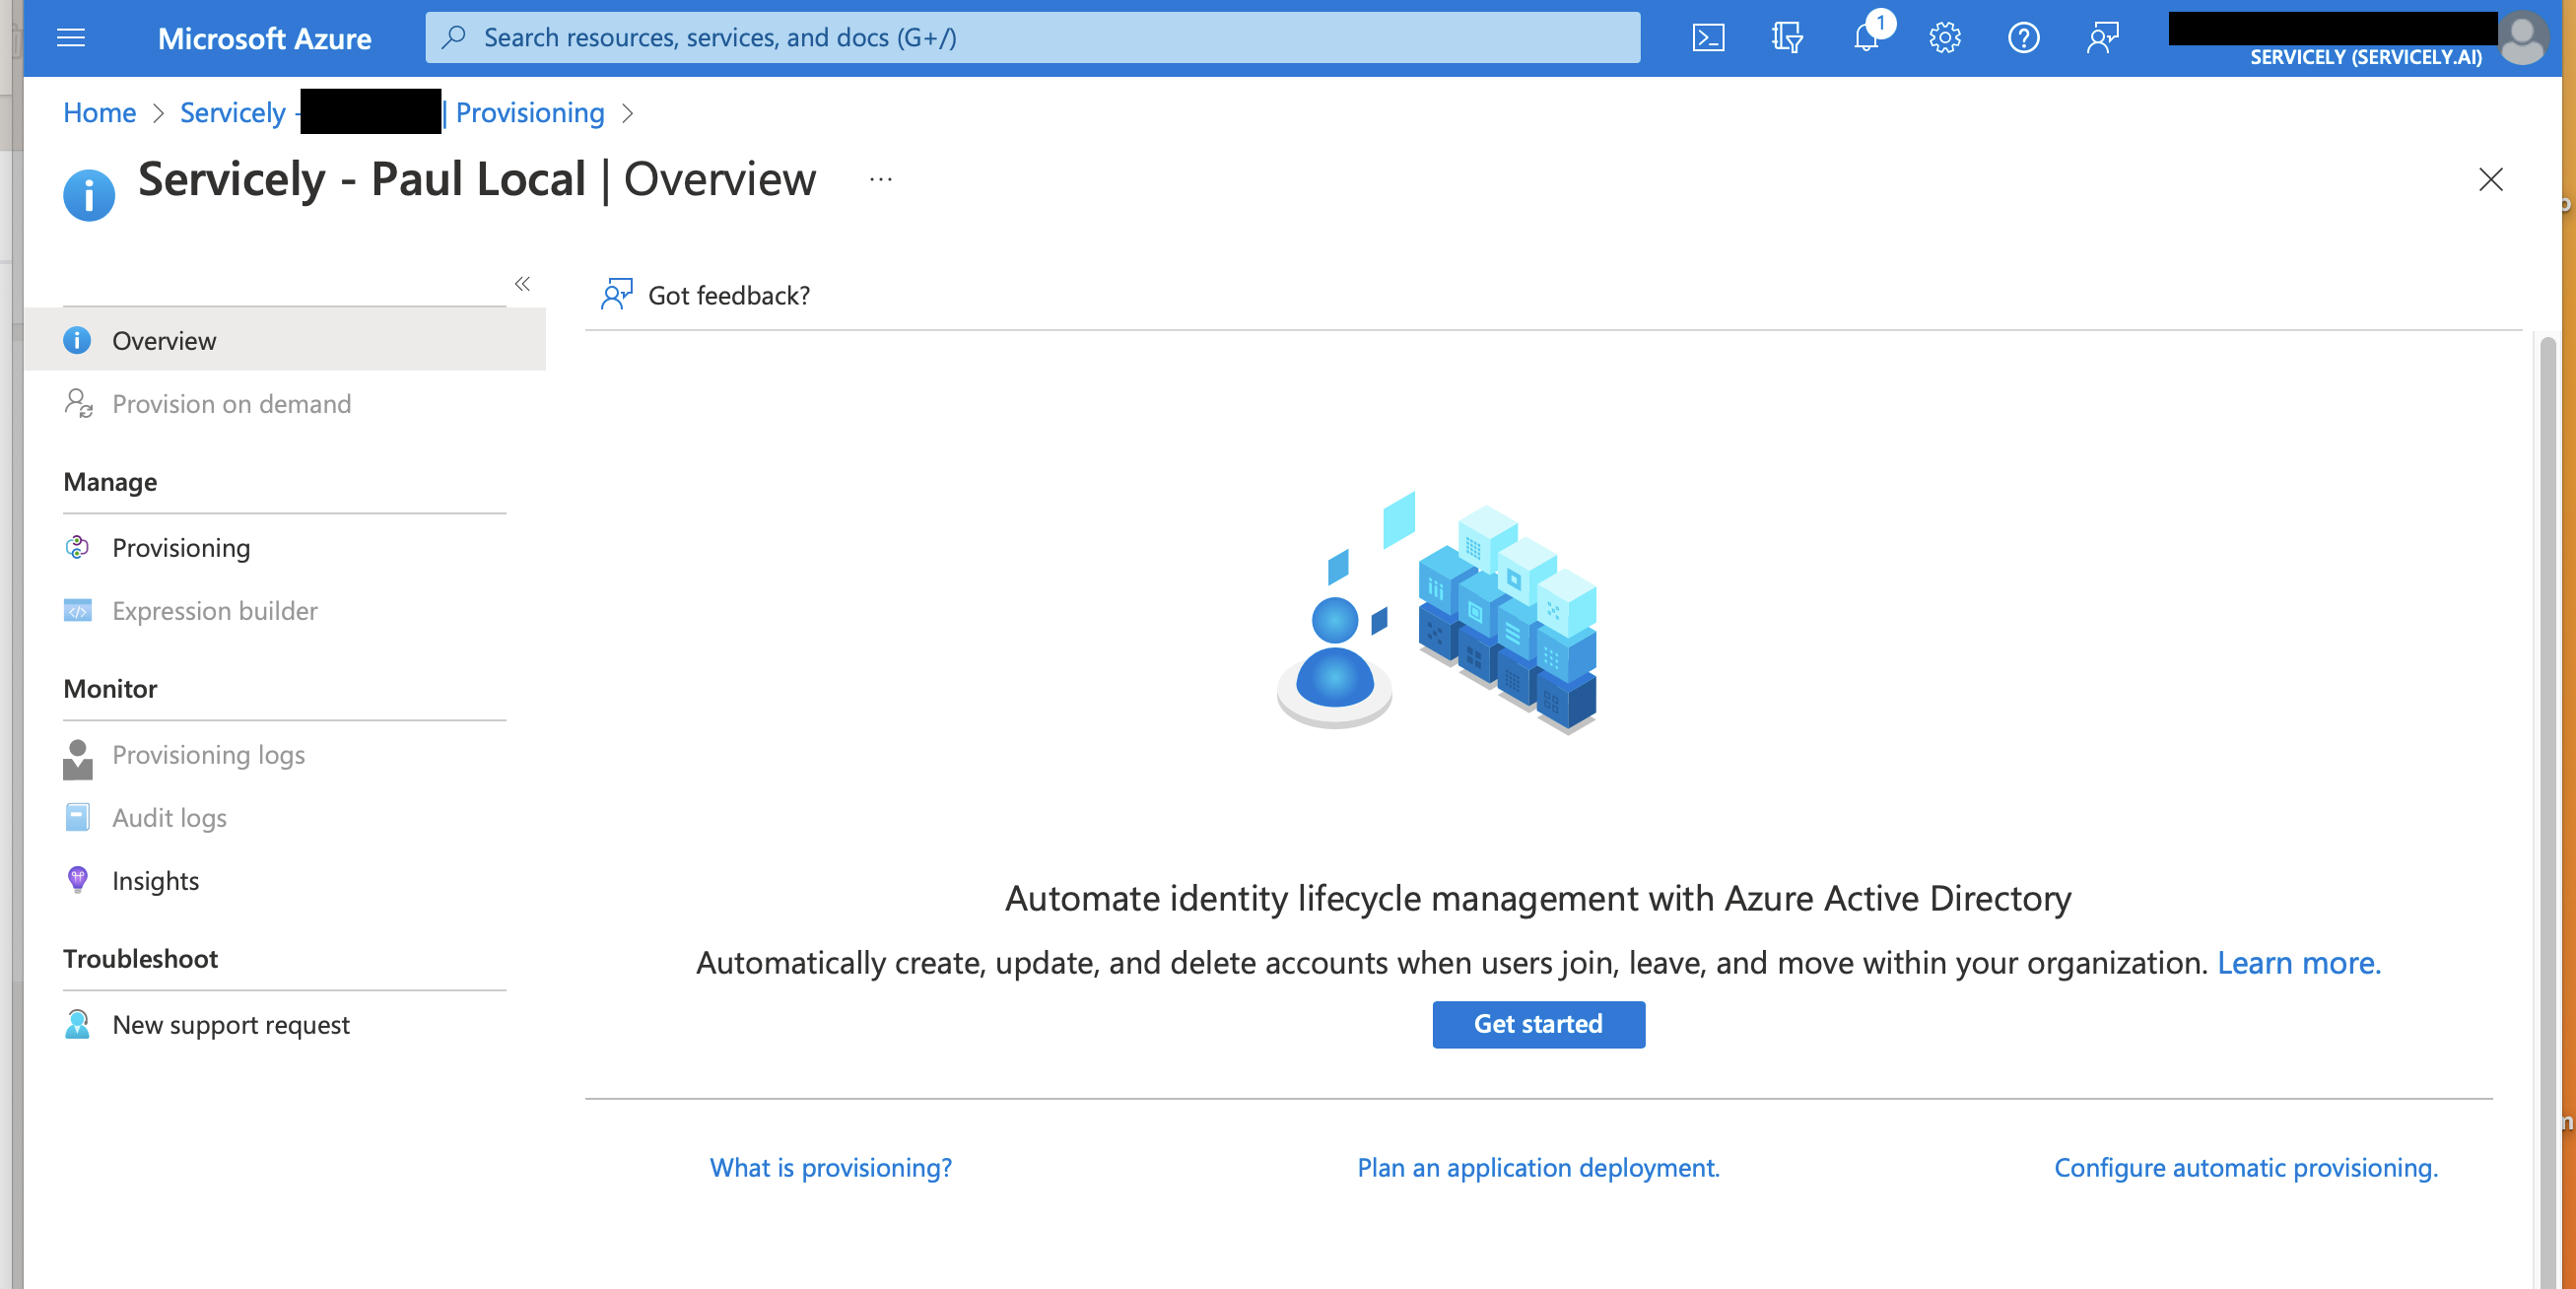 Microsoft Azure
Search resources, services, and docs (G+/)
1
SERVICELY (SERVICELY.AI)
Home > Servicely - | Provisioning >
Servicely - Paul Local | Overview ...
Got feedback?
Overview
Provision on demand
Manage
Provisioning
Expression builder
Monitor
Provisioning logs
Audit logs
Insights
Troubleshoot
New support request
Automate identity lifecycle management with Azure Active Directory
Automatically create, update, and delete accounts when users join, leave, and move within your organization. Learn more.
Get started
What is provisioning?
Plan an application deployment.
Configure automatic provisioning.